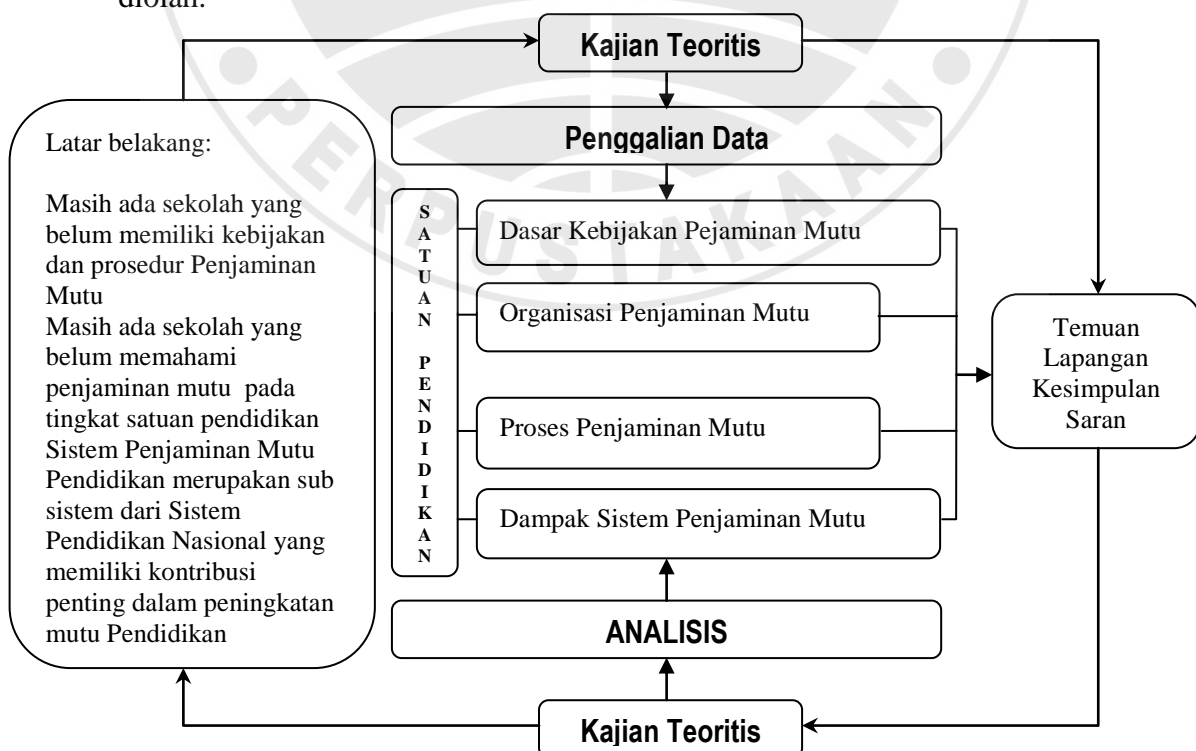 diolah.
Kajian Teoritis
Penggalian Data
Latar belakang:
Masih ada sekolah yang
belum memiliki kebijakan
dan prosedur Penjaminan
Mutu
Masih ada sekolah yang
belum memahami
penjaminan mutu pada
tingkat satuan pendidikan
Sistem Penjaminan Mutu
Pendidikan merupakan sub
sistem dari Sistem
Pendidikan Nasional yang
memiliki kontribusi
penting dalam peningkatan
mutu Pendidikan
SATUAN PENDIDIKAN
Dasar Kebijakan Pejaminan Mutu
Organisasi Penjaminan Mutu
Proses Penjaminan Mutu
Dampak Sistem Penjaminan Mutu
Temuan
Lapangan
Kesimpulan
Saran
ANALISIS
Kajian Teoritis
PERPUSTAKAAN